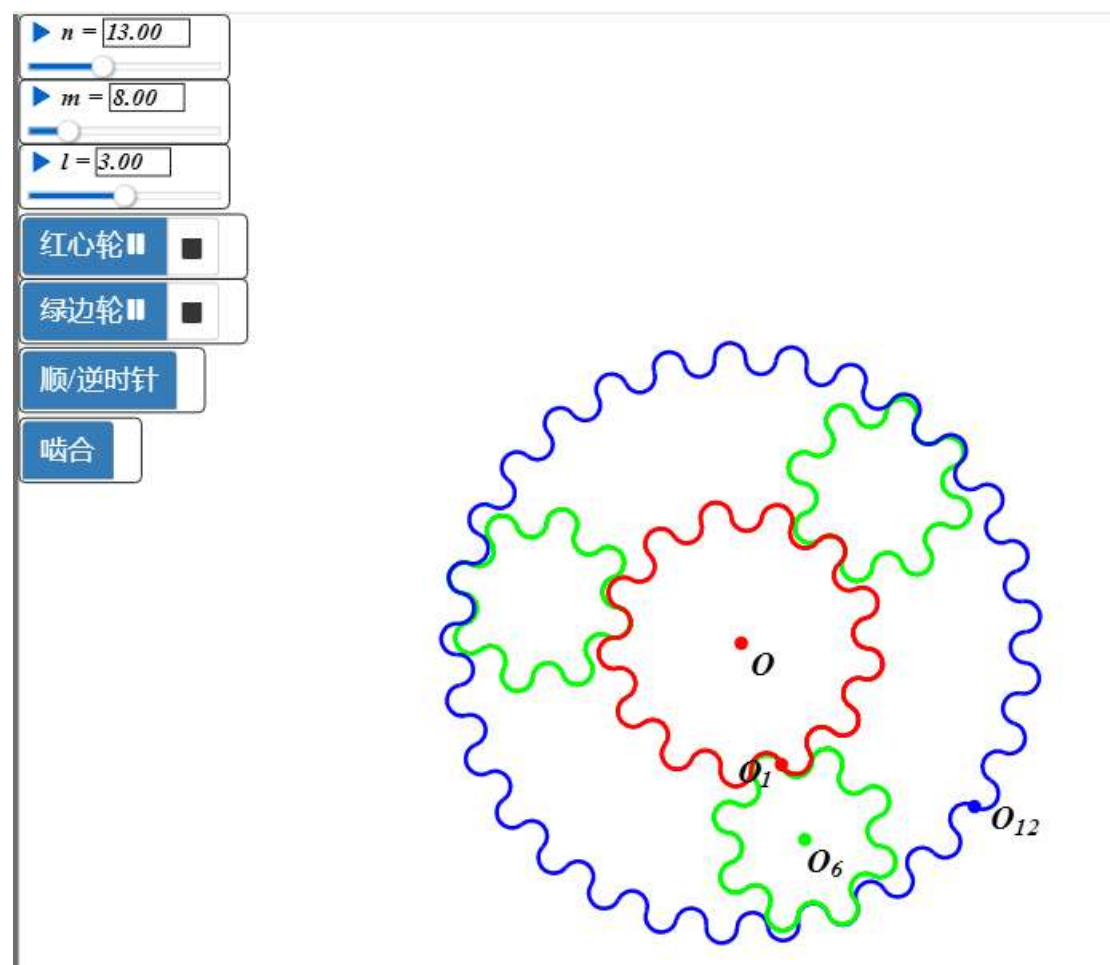 n = 13.00
m = 8.00
l = 3.00
红心轮
绿边轮
顺/逆时针
啮合
O
O₁
O₁₂
O₆